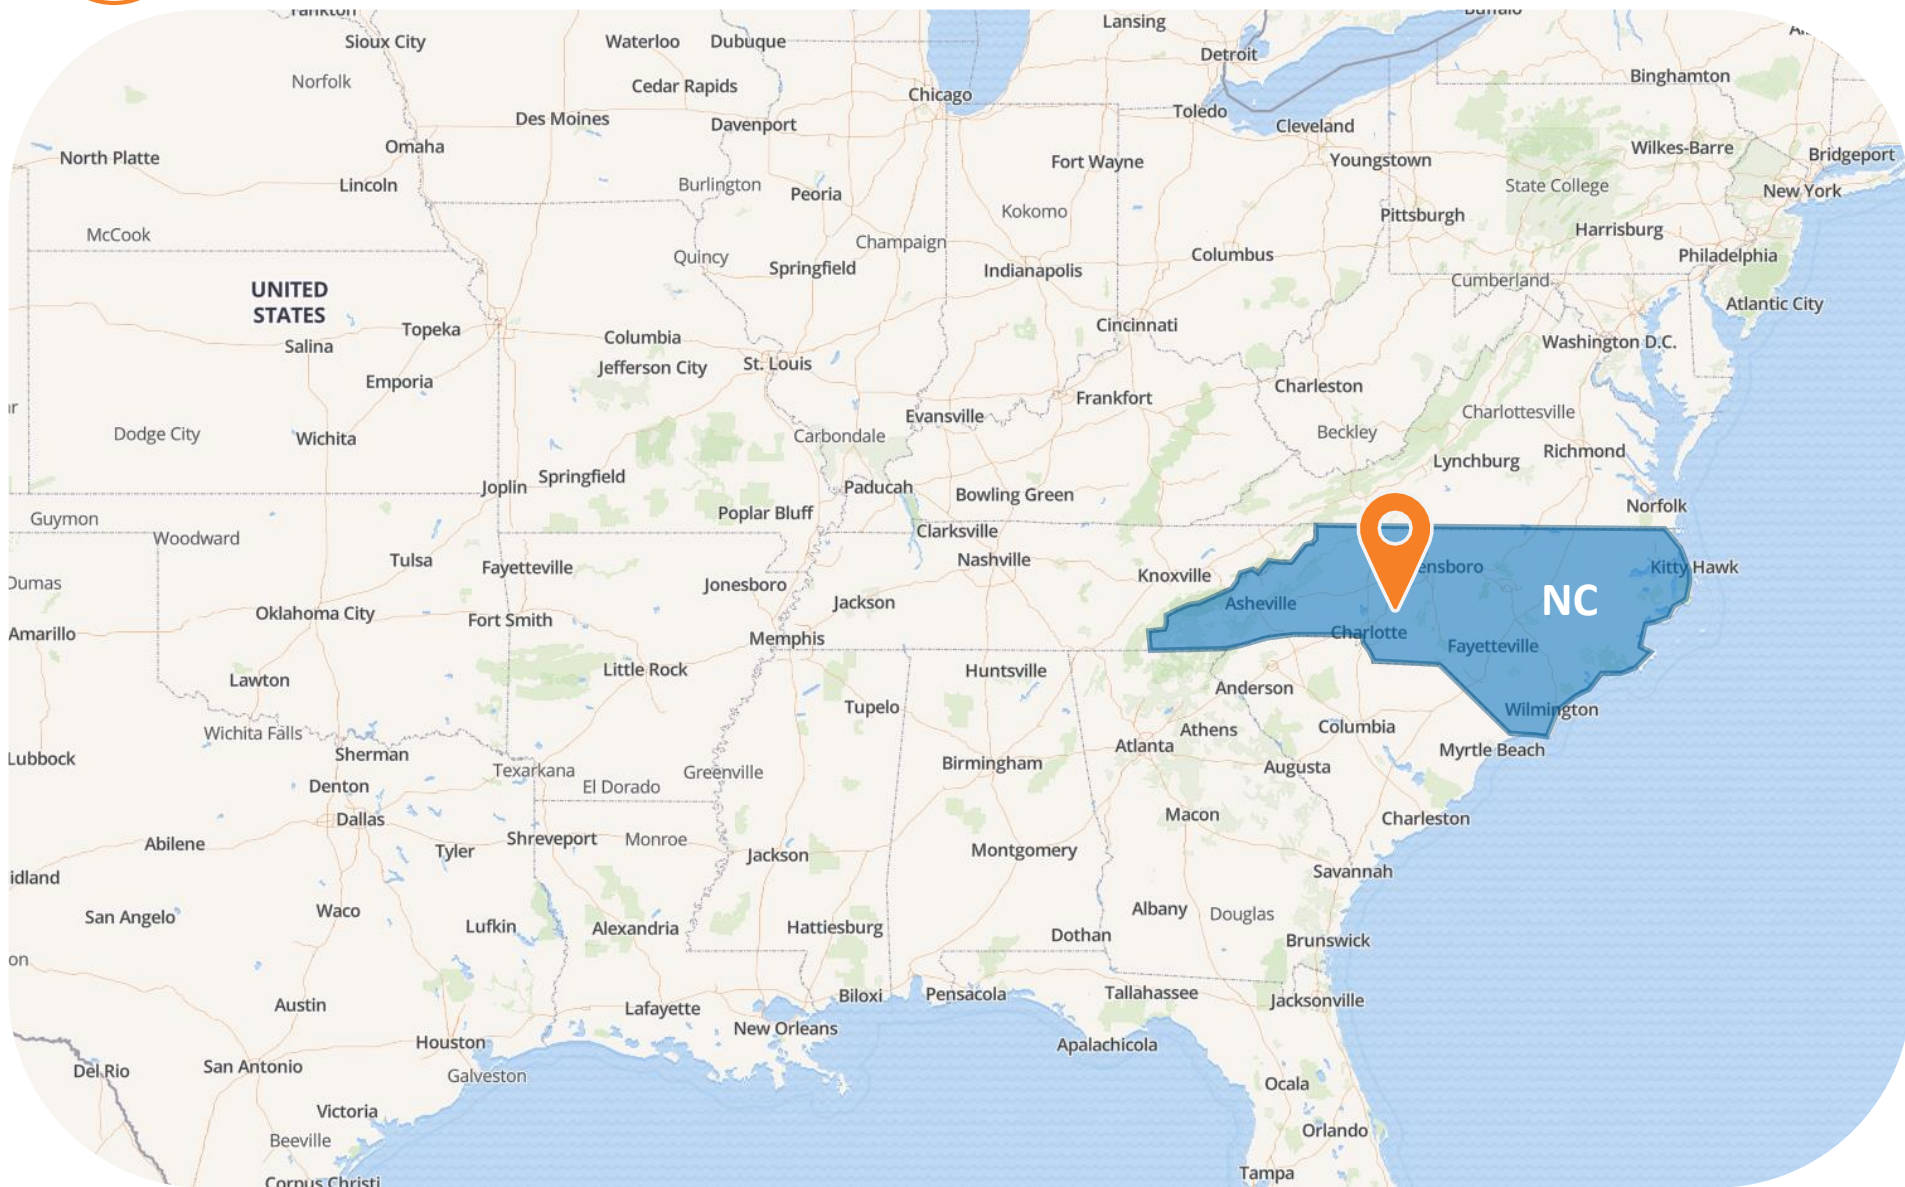 Lansing
Sioux City
Waterloo
Dubuque
Detroit
Norfolk
Cedar Rapids
Chicago
Binghamton
Des Moines
Davenport
Toledo
Cleveland
North Platte
Omaha
Fort Wayne
Youngstown
Wilkes-Barre
Bridgeport
Lincoln
Burlington
Peoria
State College
New York
McCook
Kokomo
Pittsburgh
Harrisburg
Quincy
Champaign
Springfield
Indianapolis
Columbus
Philadelphia
UNITED
STATES
Cumberland
Atlantic City
Topeka
Salina
Columbia
Cincinnati
Washington D.C.
Jefferson City
St. Louis
Emporia
Charleston
Frankfort
Evansville
Charlottesville
Dodge City
Wichita
Carbondale
Beckley
Richmond
Lynchburg
Joplin
Springfield
Paducah
Bowling Green
Norfolk
Guymon
Poplar Bluff
Woodward
Clarksville
Tulsa
Fayetteville
Nashville
Knoxville
ensboro
Kitty Hawk
Dumas
Jonesboro
Jackson
Asheville
NC
Oklahoma City
Fort Smith
Amarillo
Memphis
Charlotte
Fayetteville
Lawton
Little Rock
Huntsville
Anderson
Tupelo
Wilmington
Wichita Falls
Athens
Columbia
Lubbock
Sherman
Atlanta
Myrtle Beach
Texarkana
El Dorado
Greenville
Birmingham
Augusta
Denton
Dallas
Macon
Charleston
Abilene
Tyler
Shreveport
Monroe
Jackson
Montgomery
Savannah
idland
San Angelo
Waco
Lufkin
Alexandria
Hattiesburg
Albany
Douglas
Dothan
Brunswick
on
Austin
Lafayette
Biloxi
Pensacola
Tallahassee
Jacksonville
New Orleans
Houston
Apalachicola
Del Rio
San Antonio
Galveston
Ocala
Victoria
Beeville
Orlando
Tampa
Corpus Christi